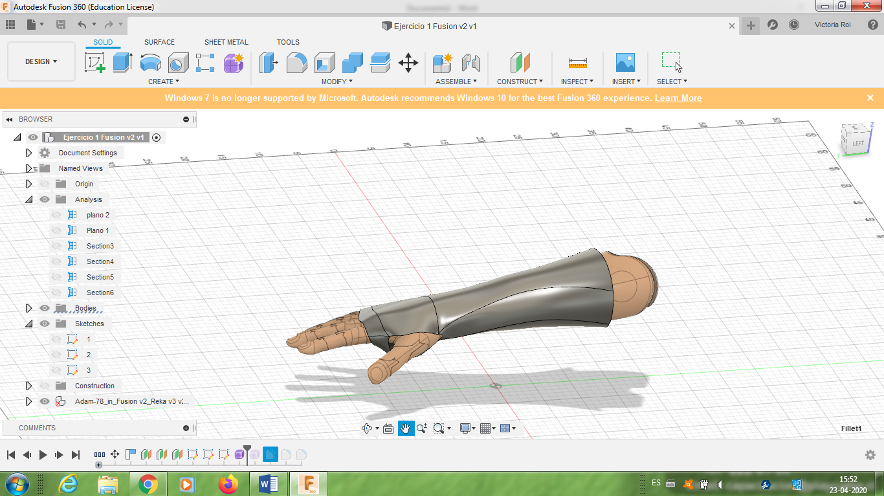 Autodesk Fusion 360 (Education License)
Ejercicio 1 Fusion v2 v1
Victoria Rol
DESIGN
SOLID SURFACE SHEET METAL TOOLS
CREATE MODIFY ASSEMBLE CONSTRUCT INSPECT INSERT SELECT
Windows 7 is no longer supported by Microsoft. Autodesk recommends Windows 10 for the best Fusion 360 experience. Learn More
BROWSER
Ejercicio 1 Fusion v2 v1
Document Settings
Named Views
Origin
Analysis
plano 2
Plano 1
Section3
Section4
Section5
Section6
Bodies
Sketches
1
2
3
Construction
Adam-78_in_Fusion v2_Reka v3 v...
LEFT
Z
COMMENTS
Fillet1
ES
15:52
23-04-2020